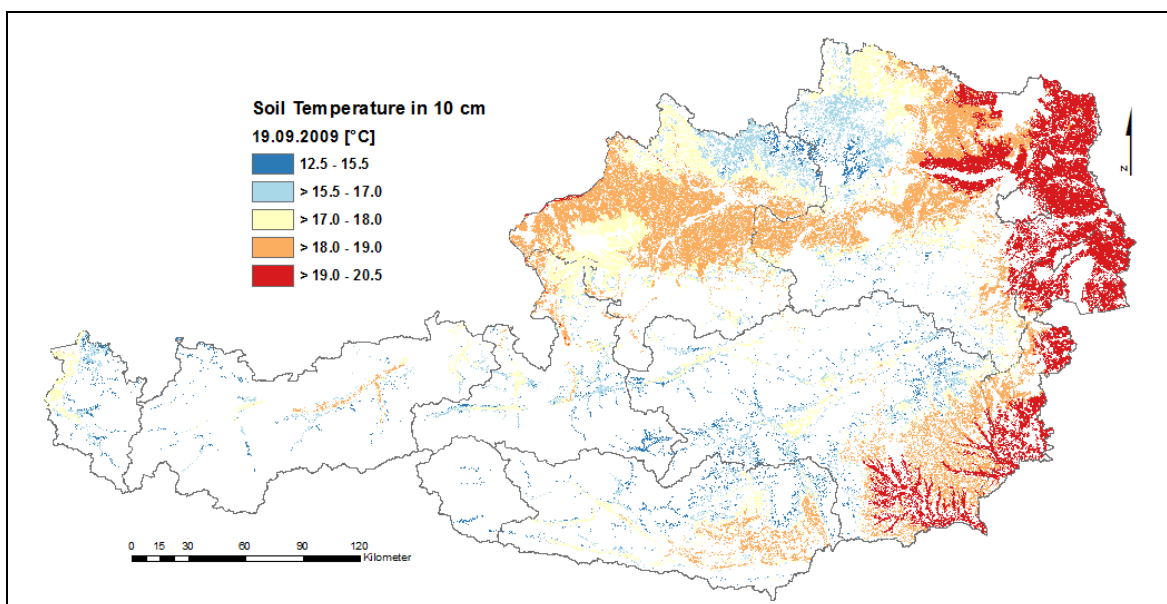 Soil Temperature in 10 cm
19.09.2009 [°C]
12.5 - 15.5
> 15.5 - 17.0
> 17.0 - 18.0
> 18.0 - 19.0
> 19.0 - 20.5
N
0 15 30 60 90 120
Kilometer